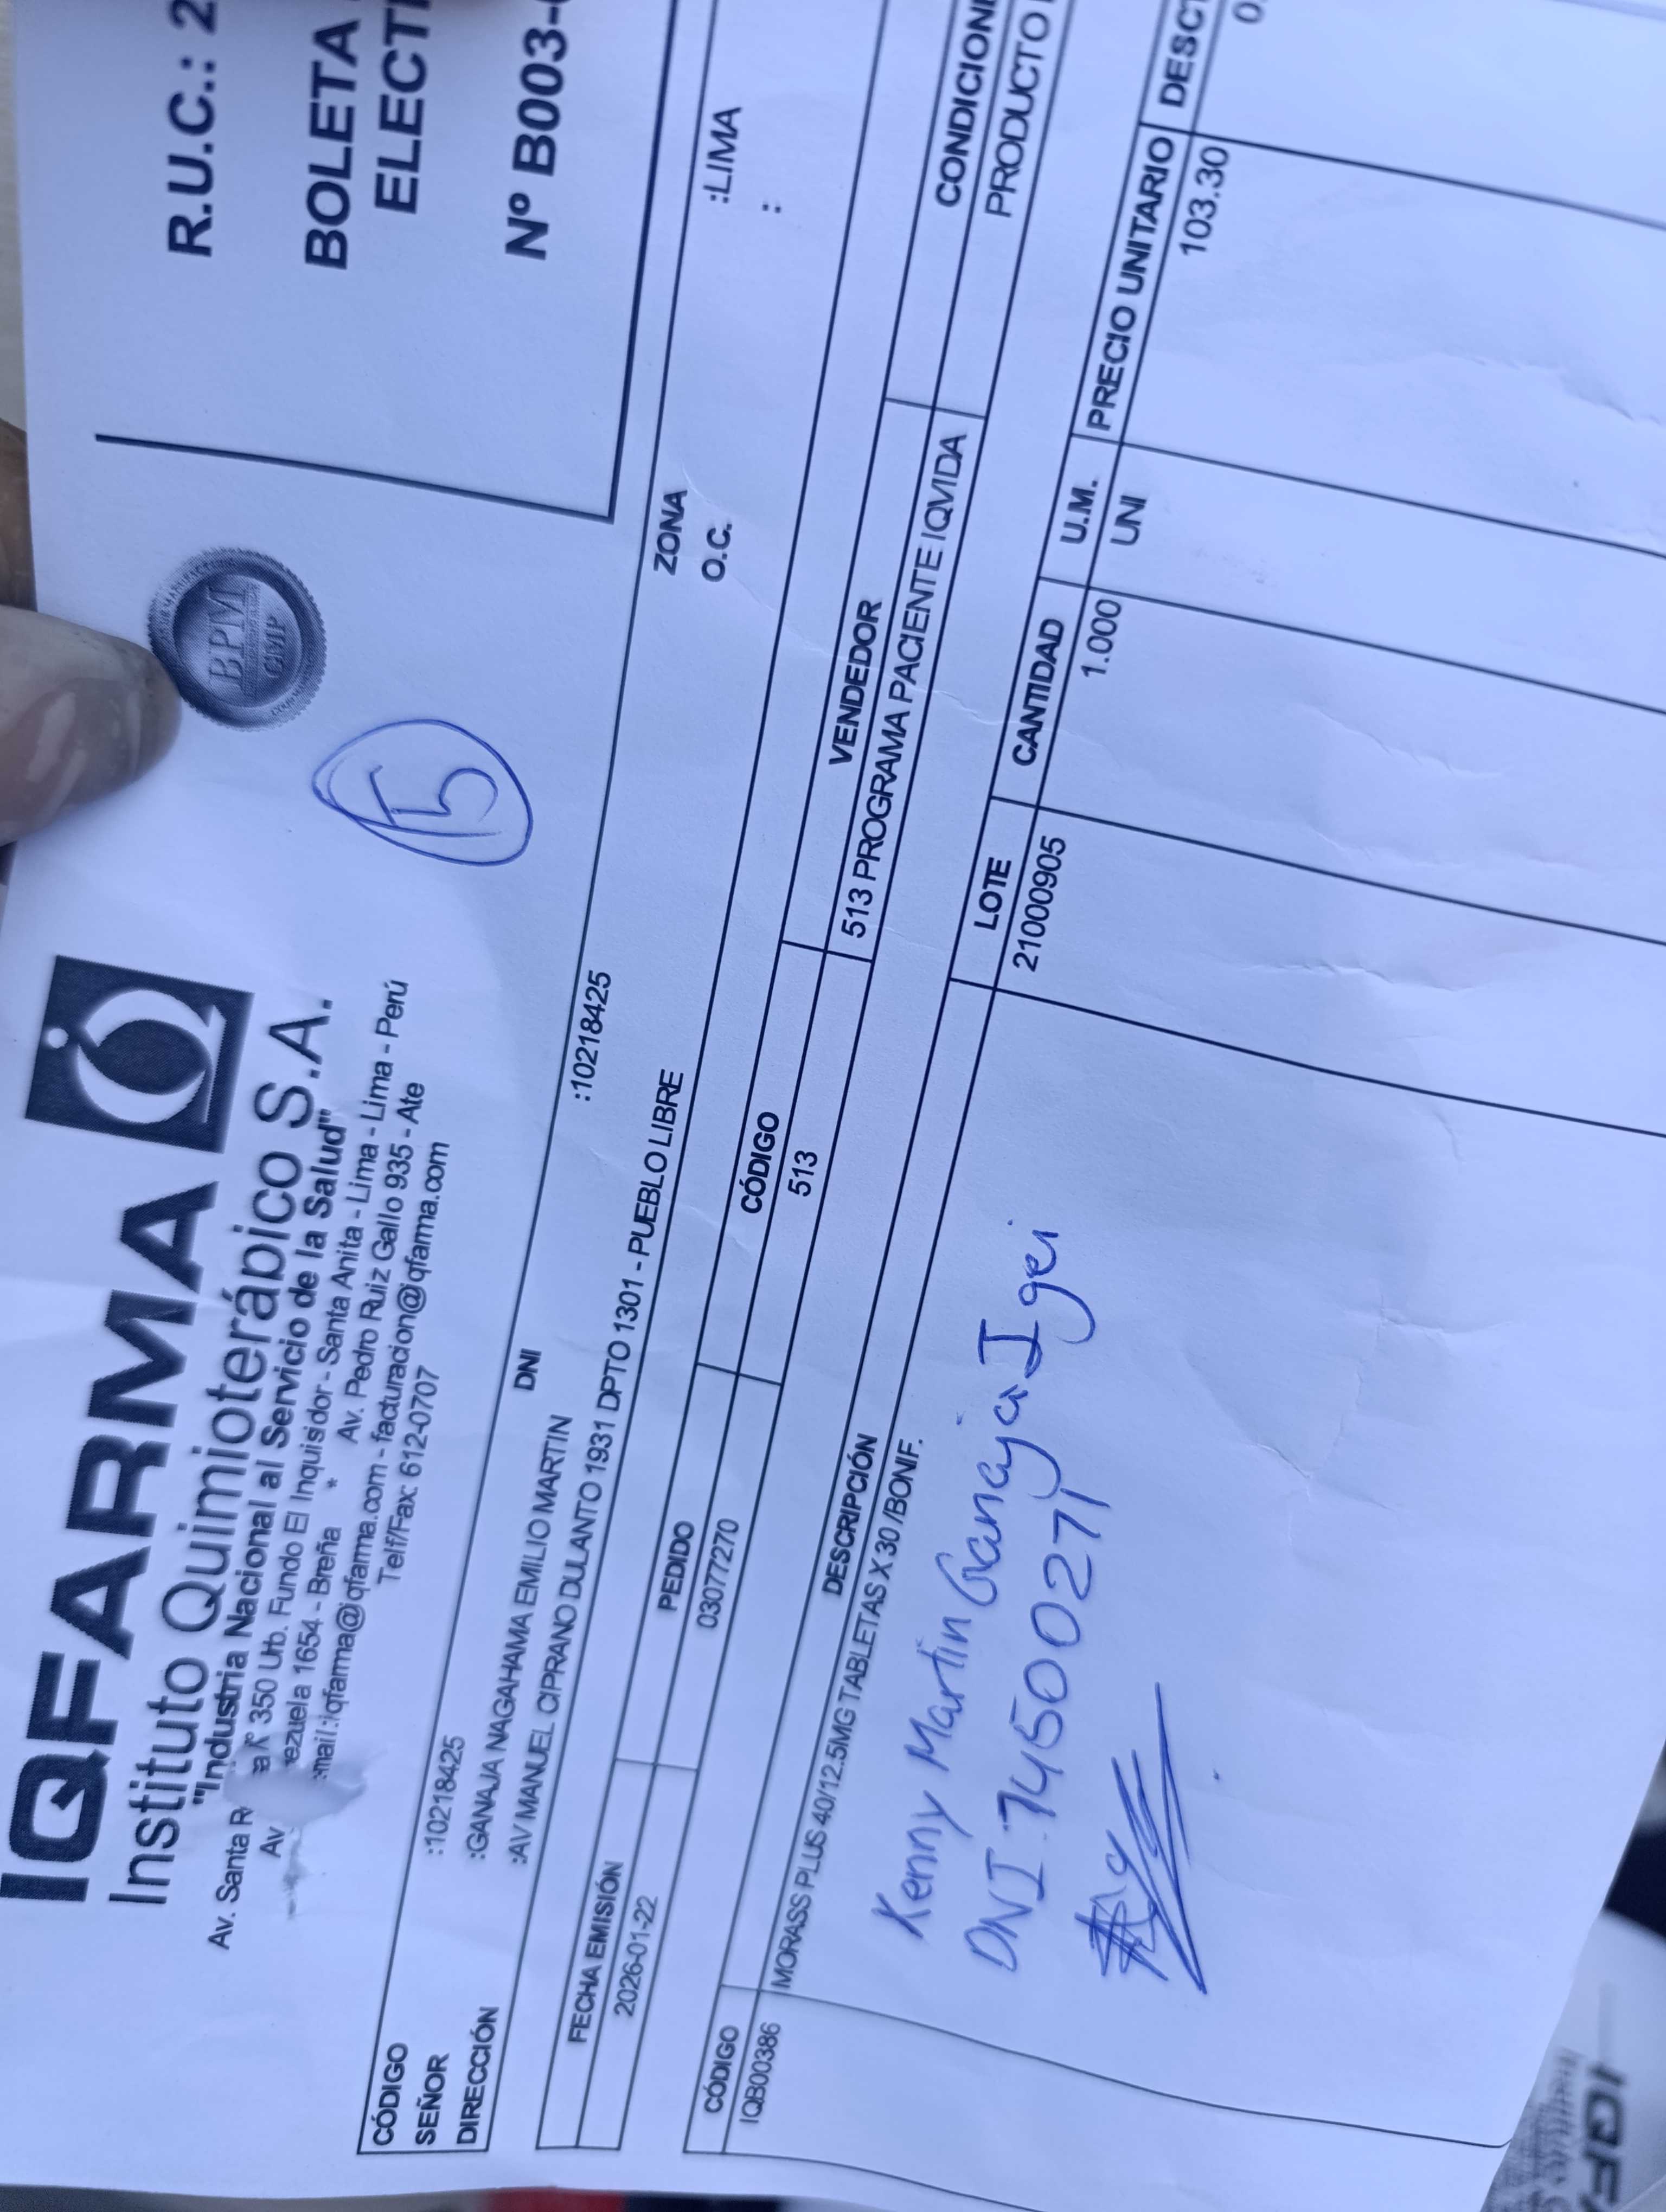 IQFARMA
Instituto Quimioterápico S.A.
"Industria Nacional al Servicio de la Salud"
Av. Santa 350 Urb. Fundo El Inquisidor - Santa Anita - Lima - Lima - Perú
Av 1654 - Breña * Av. Pedro Ruiz Gallo 935 - Ate
iqfarma@iqfarma.com - facturacion@iqfarma.com
Telf/Fax: 612-0707
BPM
GMP
15
R.U.C.: 2
BOLETA
ELECT
Nº B003-
CÓDIGO :10218425
SEÑOR :GANAJA NAGAHAMA EMILIO MARTIN DNI :10218425
DIRECCIÓN :AV MANUEL CIPRANO DULANTO 1931 DPTO 1301 - PUEBLO LIBRE
ZONA :LIMA
O.C. :
FECHA EMISIÓN PEDIDO CÓDIGO VENDEDOR CONDICION
2026-01-22 03077270 513 513 PROGRAMA PACIENTE IQVIDA PRODUCTO
CÓDIGO DESCRIPCIÓN LOTE CANTIDAD U.M. PRECIO UNITARIO DESCT
IQB00386 MORASS PLUS 40/12.5MG TABLETAS X 30 /BONIF. 21000905 1.000 UNI 103.30 0.
Kenny Martin Ganaja Igei
DNI. 74500271